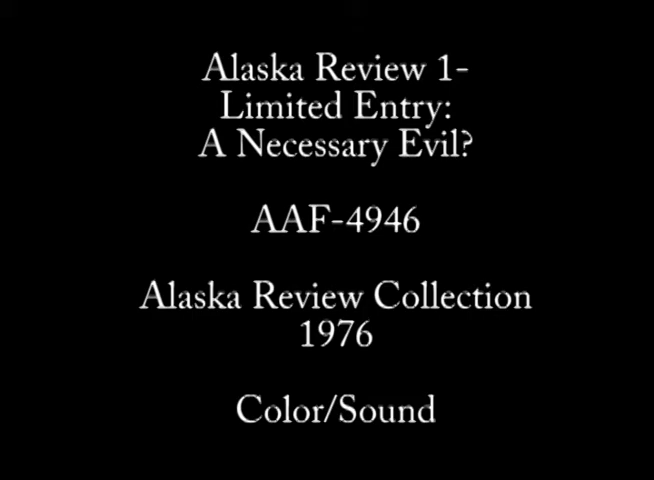 Alaska Review 1-
Limited Entry:
A Necessary Evil?
AAF-4946
Alaska Review Collection
1976
Color/Sound